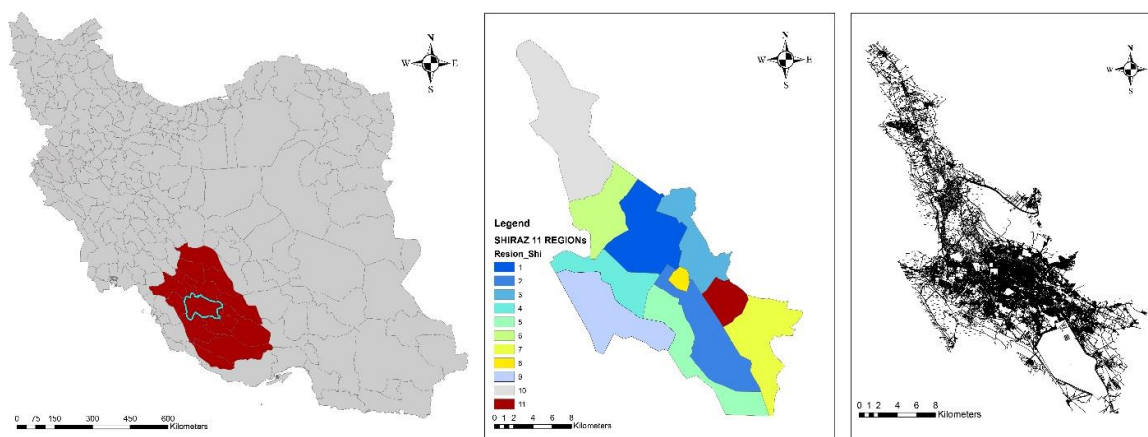 N
W E
S
0 75 150 300 450 600
Kilometers
N
W E
S
Legend
SHIRAZ 11 REGIONs
Resion_Shi
1
2
3
4
5
6
7
8
9
10
11
0 1 2 4 6 8
Kilometers
N
W E
S
0 1 2 4 6 8
Kilometers